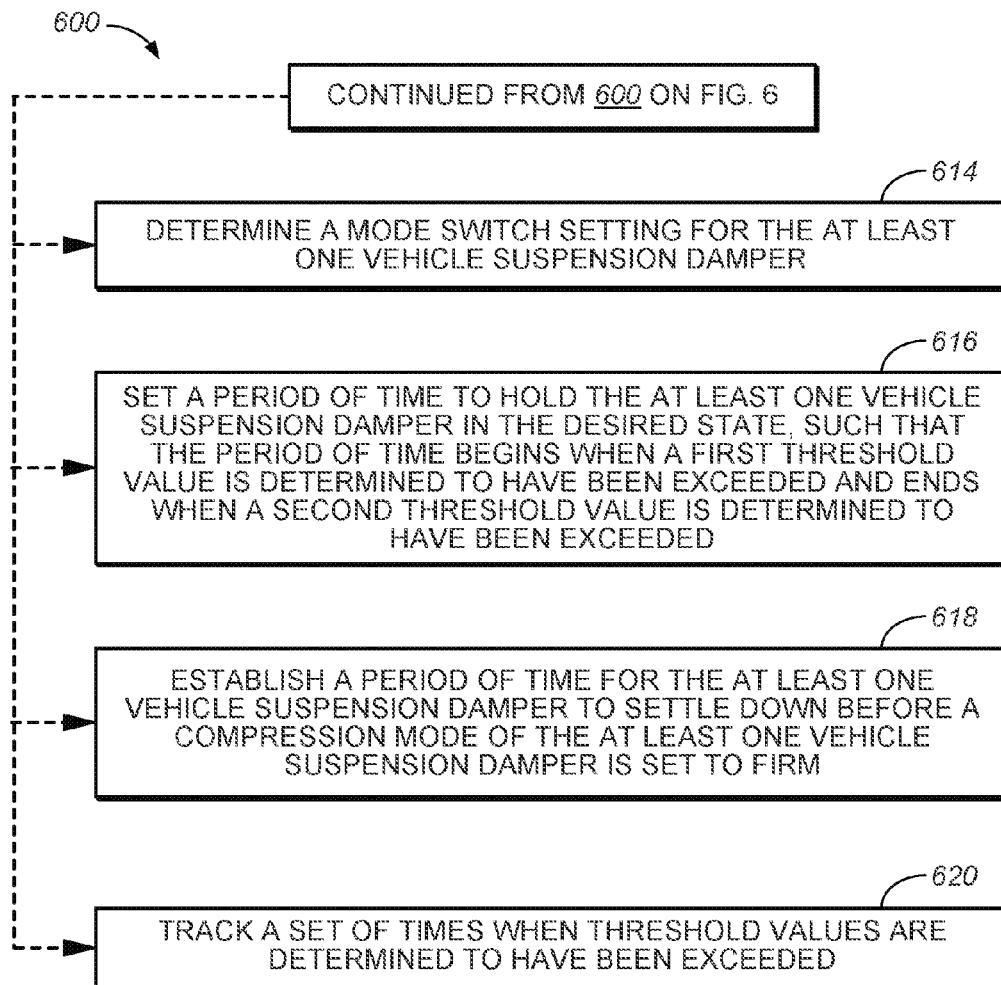 600
CONTINUED FROM 600 ON FIG. 6
614
DETERMINE A MODE SWITCH SETTING FOR THE AT LEAST
ONE VEHICLE SUSPENSION DAMPER
616
SET A PERIOD OF TIME TO HOLD THE AT LEAST ONE VEHICLE
SUSPENSION DAMPER IN THE DESIRED STATE, SUCH THAT
THE PERIOD OF TIME BEGINS WHEN A FIRST THRESHOLD
VALUE IS DETERMINED TO HAVE BEEN EXCEEDED AND ENDS
WHEN A SECOND THRESHOLD VALUE IS DETERMINED TO
HAVE BEEN EXCEEDED
618
ESTABLISH A PERIOD OF TIME FOR THE AT LEAST ONE
VEHICLE SUSPENSION DAMPER TO SETTLE DOWN BEFORE A
COMPRESSION MODE OF THE AT LEAST ONE VEHICLE
SUSPENSION DAMPER IS SET TO FIRM
620
TRACK A SET OF TIMES WHEN THRESHOLD VALUES ARE
DETERMINED TO HAVE BEEN EXCEEDED